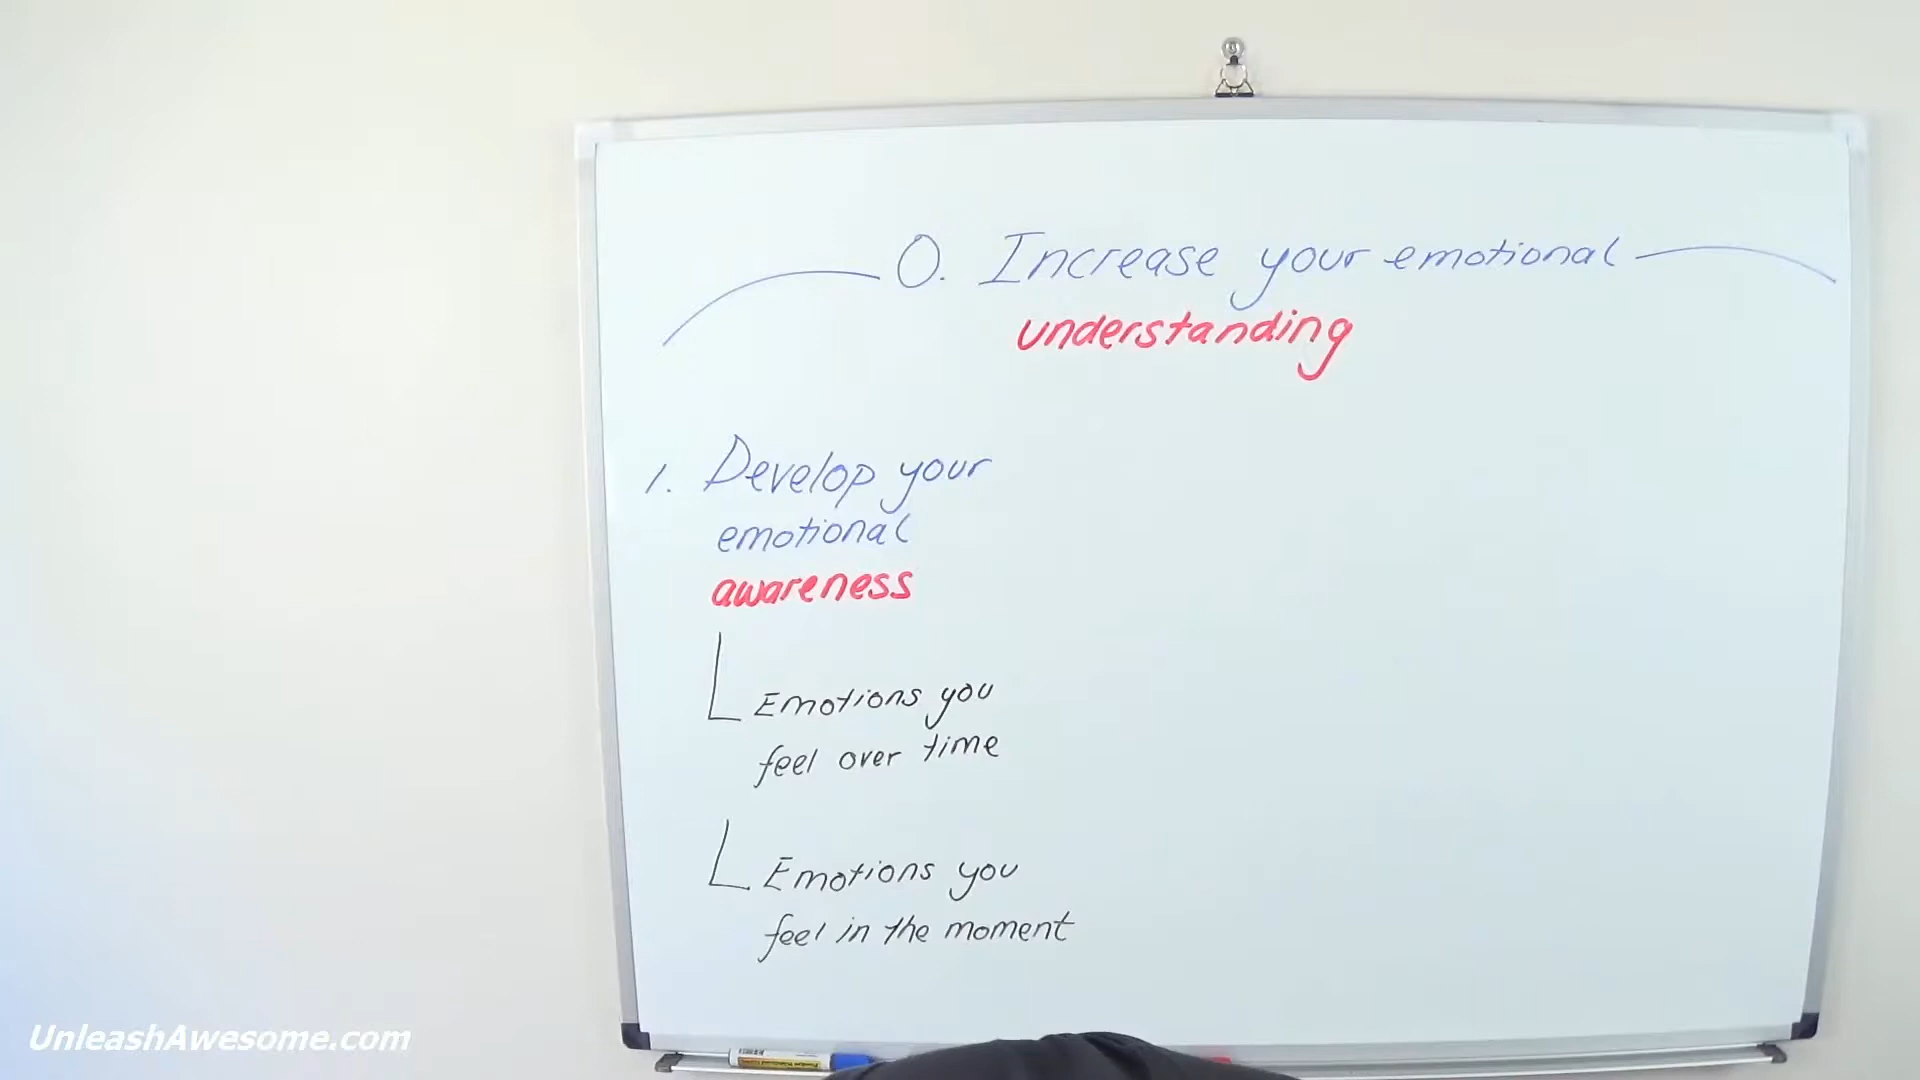 O. Increase your emotional
understanding
1. Develop your
emotional
awareness
Emotions you
feel over time
Emotions you
feel in the moment
UnleashAwesome.com